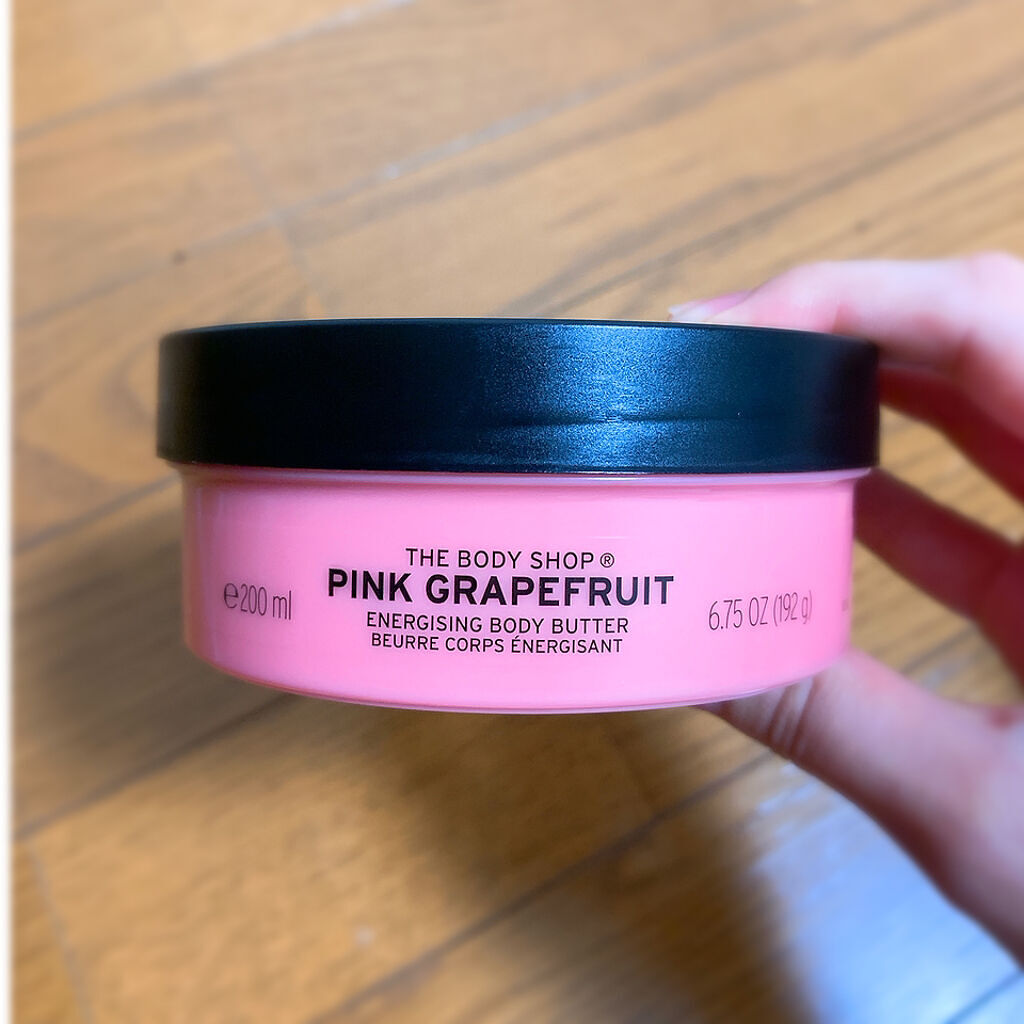 THE BODY SHOP®
PINK GRAPEFRUIT
ENERGISING BODY BUTTER
BEURRE CORPS ÉNERGISANT
℮200 ml
6.75 OZ (192 g)